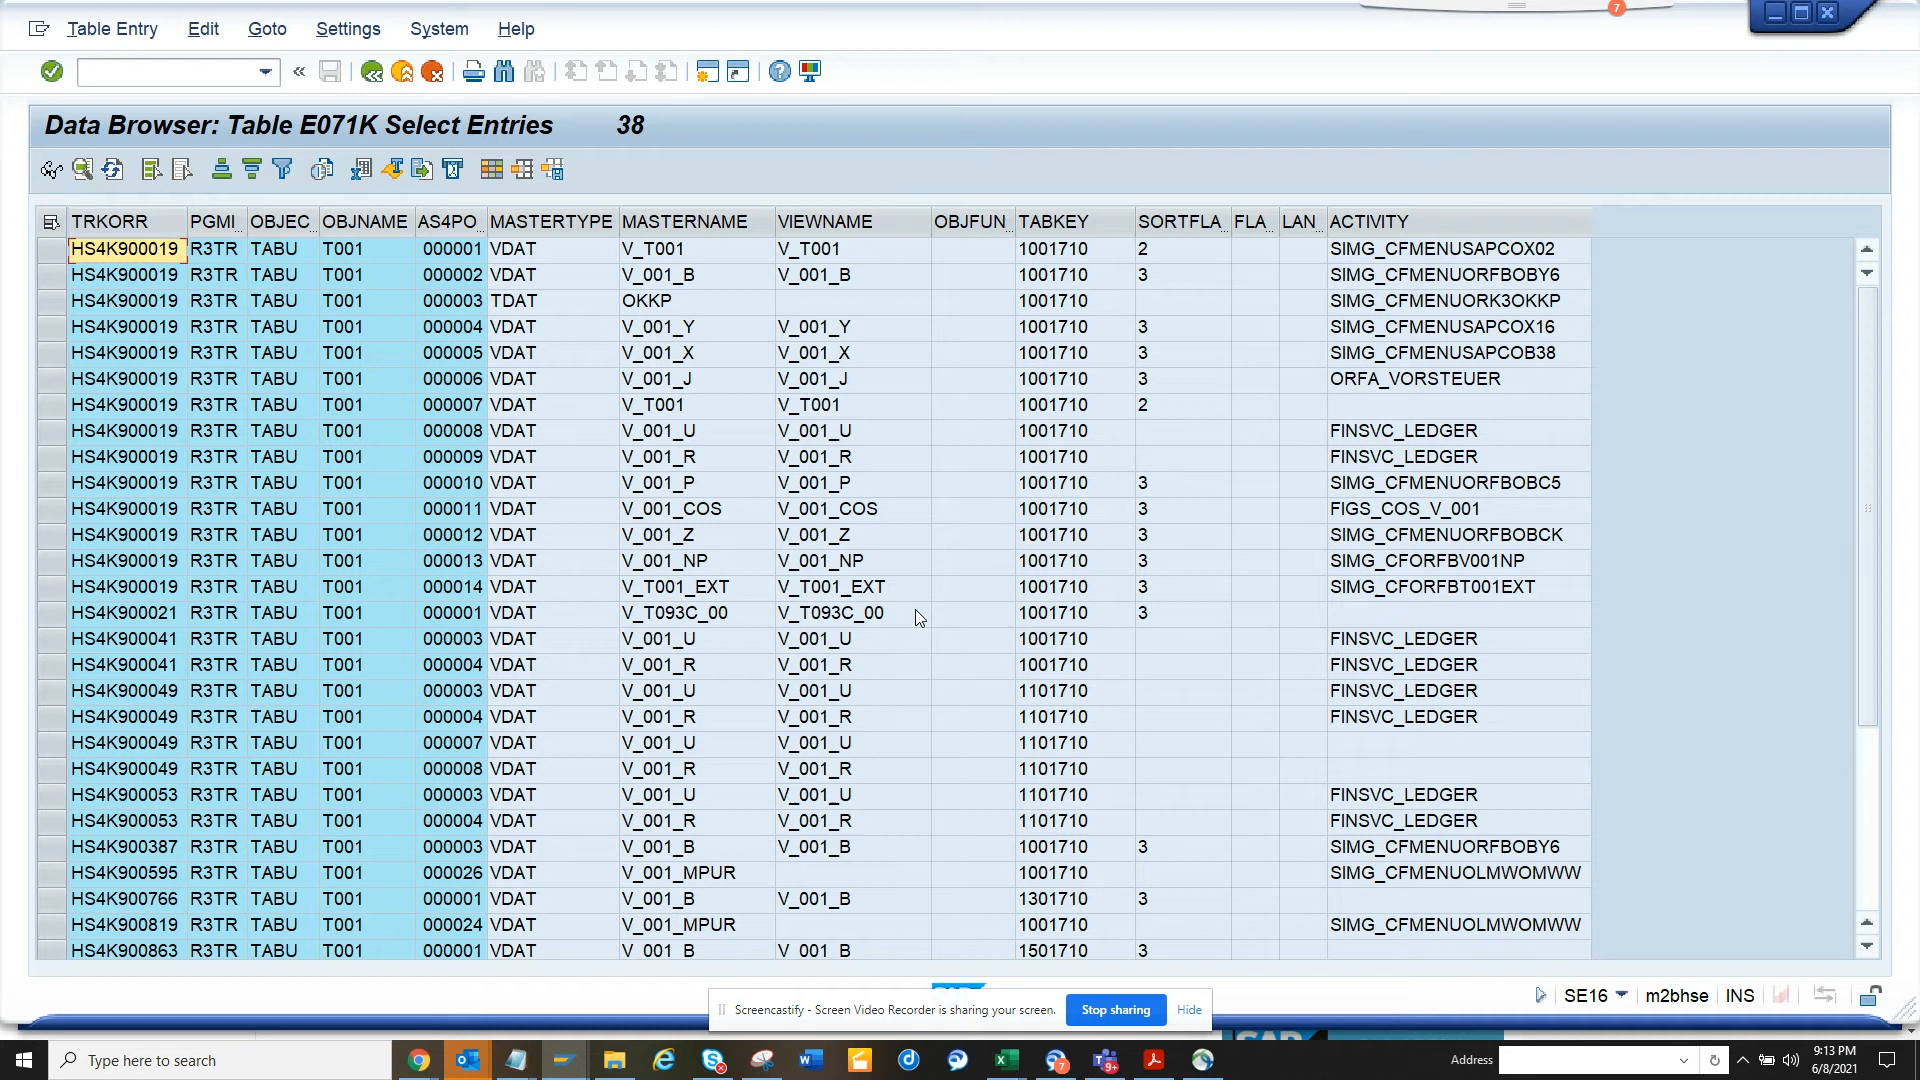 7
Table Entry Edit Goto Settings System Help
Data Browser: Table E071K Select Entries 38
TRKORR PGMI.. OBJEC.. OBJNAME AS4PO.. MASTERTYPE MASTERNAME VIEWNAME OBJFUN.. TABKEY SORTFLA.. FLA.. LAN.. ACTIVITY
HS4K900019 R3TR TABU T001 000001 VDAT V_T001 V_T001 1001710 2 SIMG_CFMENUSAPCOX02
HS4K900019 R3TR TABU T001 000002 VDAT V_001_B V_001_B 1001710 3 SIMG_CFMENUORFBOBY6
HS4K900019 R3TR TABU T001 000003 TDAT OKKP 1001710 SIMG_CFMENUORK3OKKP
HS4K900019 R3TR TABU T001 000004 VDAT V_001_Y V_001_Y 1001710 3 SIMG_CFMENUSAPCOX16
HS4K900019 R3TR TABU T001 000005 VDAT V_001_X V_001_X 1001710 3 SIMG_CFMENUSAPCOB38
HS4K900019 R3TR TABU T001 000006 VDAT V_001_J V_001_J 1001710 3 ORFA_VORSTEUER
HS4K900019 R3TR TABU T001 000007 VDAT V_T001 V_T001 1001710 2
HS4K900019 R3TR TABU T001 000008 VDAT V_001_U V_001_U 1001710 FINSVC_LEDGER
HS4K900019 R3TR TABU T001 000009 VDAT V_001_R V_001_R 1001710 FINSVC_LEDGER
HS4K900019 R3TR TABU T001 000010 VDAT V_001_P V_001_P 1001710 3 SIMG_CFMENUORFBOBC5
HS4K900019 R3TR TABU T001 000011 VDAT V_001_COS V_001_COS 1001710 3 FIGS_COS_V_001
HS4K900019 R3TR TABU T001 000012 VDAT V_001_Z V_001_Z 1001710 3 SIMG_CFMENUORFBOBCK
HS4K900019 R3TR TABU T001 000013 VDAT V_001_NP V_001_NP 1001710 3 SIMG_CFORFBV001NP
HS4K900019 R3TR TABU T001 000014 VDAT V_T001_EXT V_T001_EXT 1001710 3 SIMG_CFORFBT001EXT
HS4K900021 R3TR TABU T001 000001 VDAT V_T093C_00 V_T093C_00 1001710 3
HS4K900041 R3TR TABU T001 000003 VDAT V_001_U V_001_U 1001710 FINSVC_LEDGER
HS4K900041 R3TR TABU T001 000004 VDAT V_001_R V_001_R 1001710 FINSVC_LEDGER
HS4K900049 R3TR TABU T001 000003 VDAT V_001_U V_001_U 1101710 FINSVC_LEDGER
HS4K900049 R3TR TABU T001 000004 VDAT V_001_R V_001_R 1101710 FINSVC_LEDGER
HS4K900049 R3TR TABU T001 000007 VDAT V_001_U V_001_U 1101710
HS4K900049 R3TR TABU T001 000008 VDAT V_001_R V_001_R 1101710
HS4K900053 R3TR TABU T001 000003 VDAT V_001_U V_001_U 1101710 FINSVC_LEDGER
HS4K900053 R3TR TABU T001 000004 VDAT V_001_R V_001_R 1101710 FINSVC_LEDGER
HS4K900387 R3TR TABU T001 000003 VDAT V_001_B V_001_B 1001710 3 SIMG_CFMENUORFBOBY6
HS4K900595 R3TR TABU T001 000026 VDAT V_001_MPUR 1001710 SIMG_CFMENUOLMWOMWW
HS4K900766 R3TR TABU T001 000001 VDAT V_001_B V_001_B 1301710 3
HS4K900819 R3TR TABU T001 000024 VDAT V_001_MPUR 1001710 SIMG_CFMENUOLMWOMWW
HS4K900863 R3TR TABU T001 000001 VDAT V_001_B V_001_B 1501710 3
SE16 m2bhse INS
Screencastify - Screen Video Recorder is sharing your screen. Stop sharing Hide
Type here to search
7
9+
Address
9:13 PM
6/8/2021